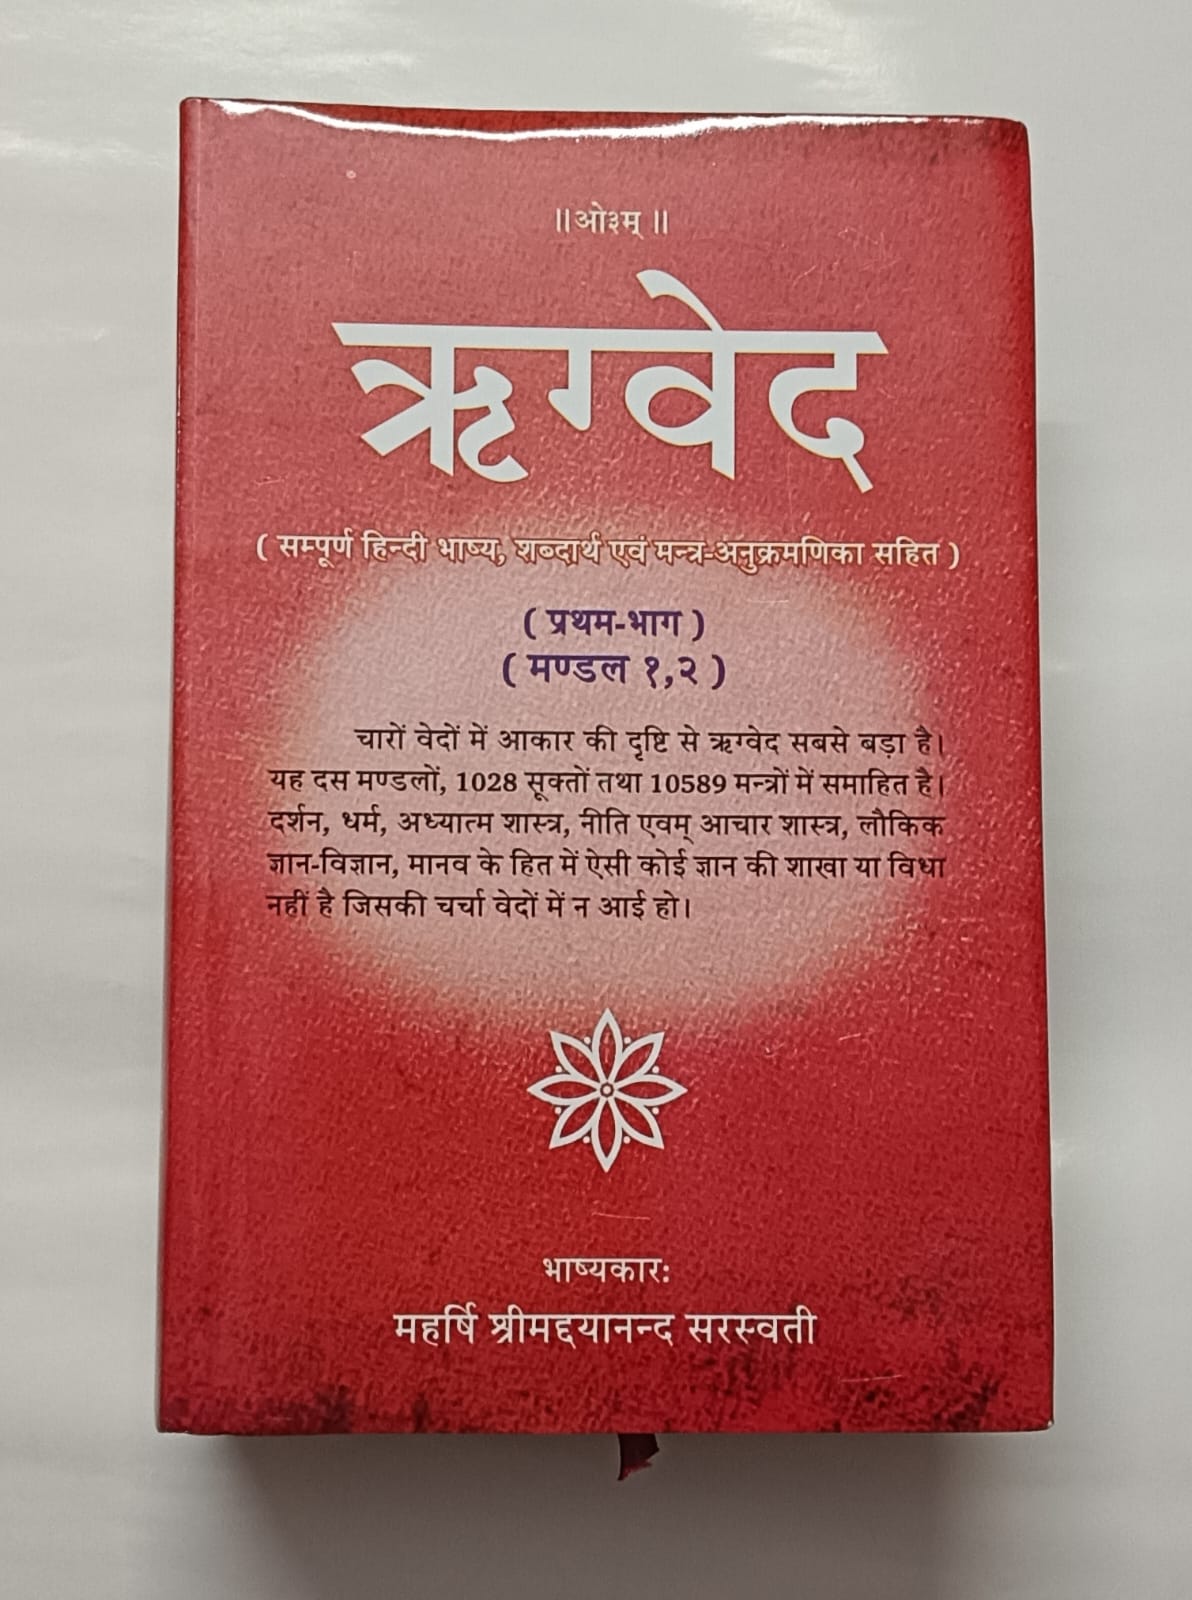 ॥ओ३म्॥
ऋग्वेद
( सम्पूर्ण हिन्दी भाष्य, शब्दार्थ एवं मन्त्र-अनुक्रमणिका सहित )
( प्रथम-भाग )
( मण्डल १,२ )
चारों वेदों में आकार की दृष्टि से ऋग्वेद सबसे बड़ा है।
यह दस मण्डलों, 1028 सूक्तों तथा 10589 मन्त्रों में समाहित है।
दर्शन, धर्म, अध्यात्म शास्त्र, नीति एवम् आचार शास्त्र, लौकिक
ज्ञान-विज्ञान, मानव के हित में ऐसी कोई ज्ञान की शाखा या विधा
नहीं है जिसकी चर्चा वेदों में न आई हो।
भाष्यकार:
महर्षि श्रीमद्दयानन्द सरस्वती